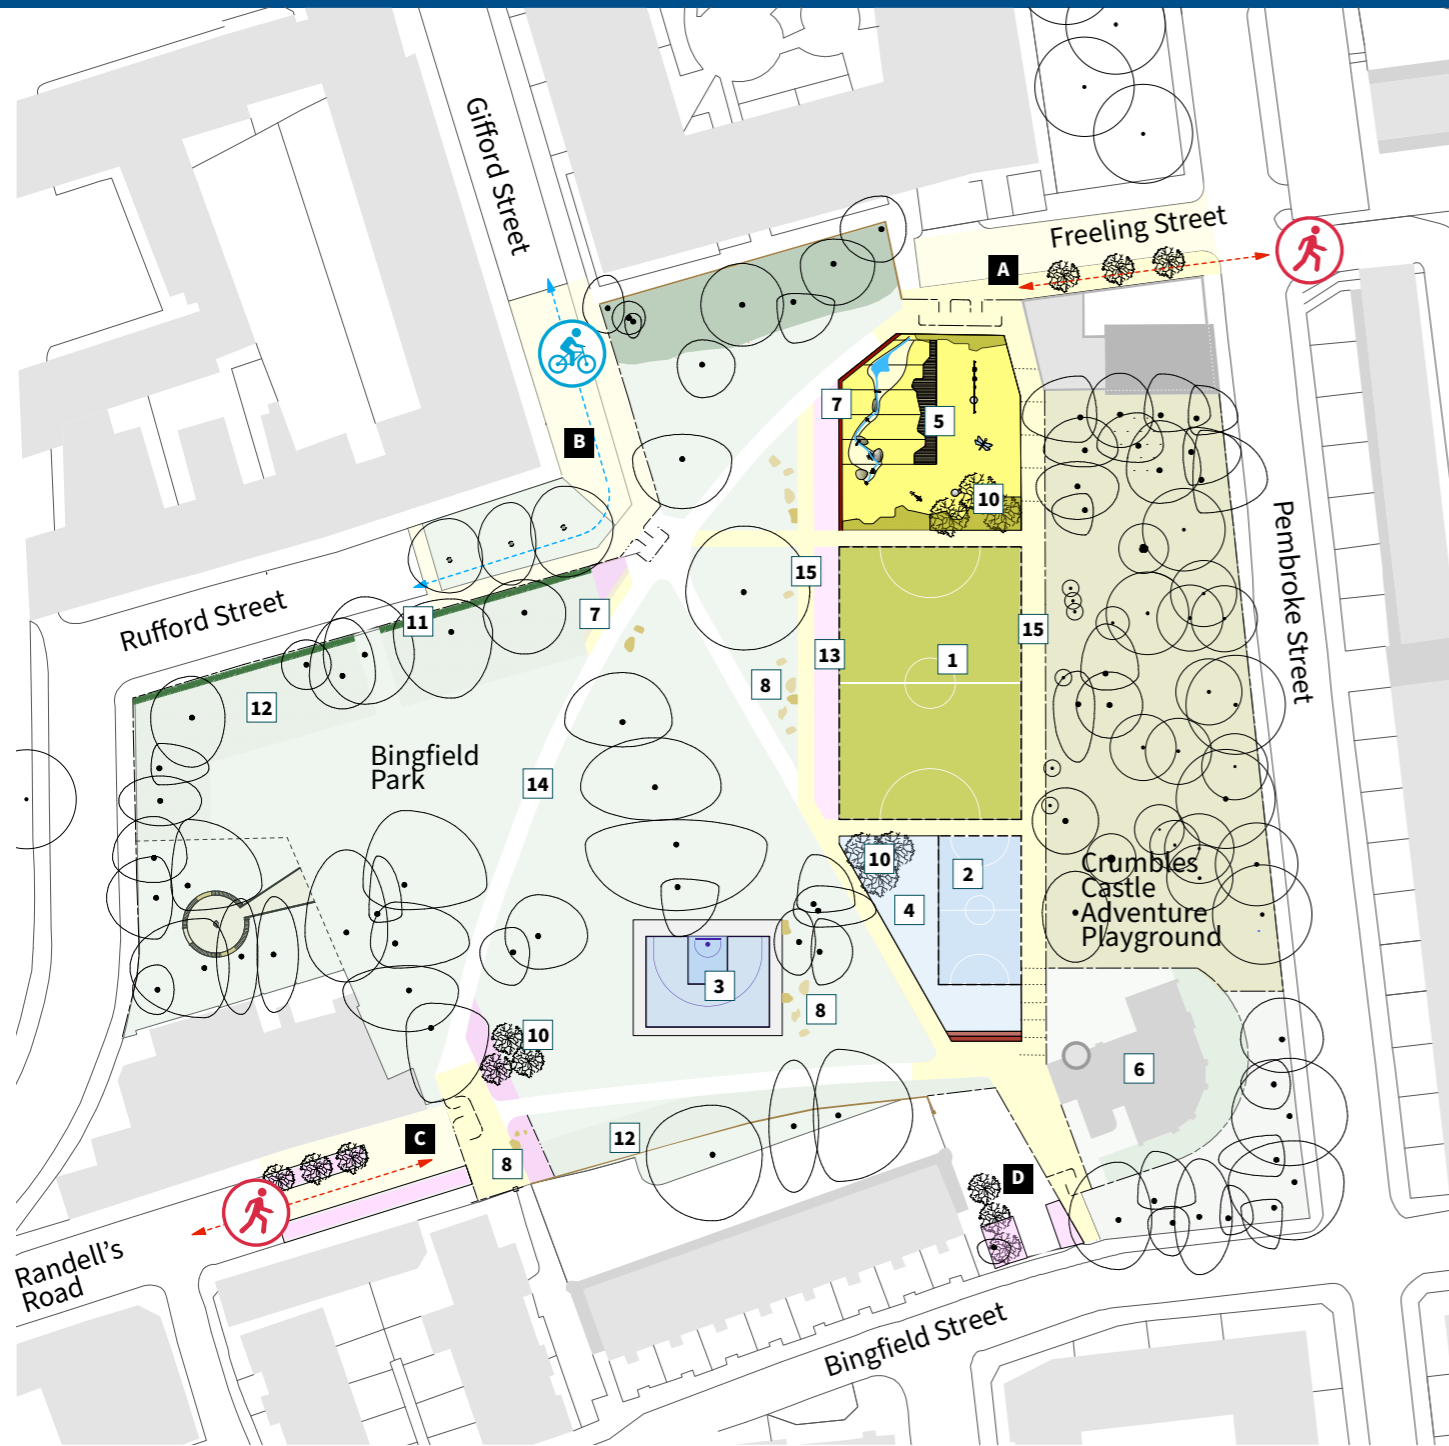 Gifford Street
Freeling Street
A
7
5
B
10
Rufford Street
11
7
15
15
13
1
8
12
Bingfield
Park
14
Pembroke Street
10
2
4
Crumbles
Castle
Adventure
Playground
3
8
10
6
C
12
8
D
Randell's
Road
Bingfield Street